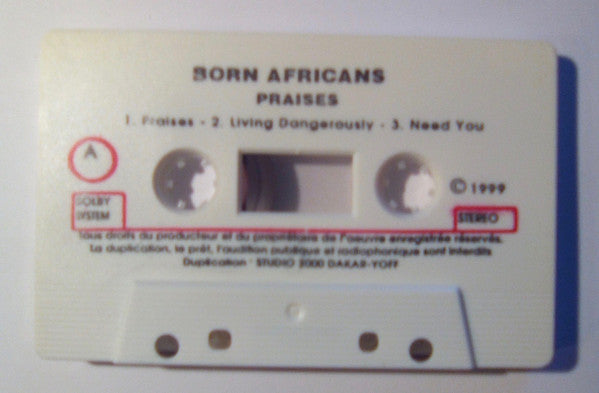 BORN AFRICANS
PRAISES
1. Praises - 2. Living Dangerously - 3. Need You
A
© 1999
DOLBY
SYSTEM
STEREO
Tous droits du producteur et du propriétaire de l'oeuvre enregistrée réservés.
La duplication, le prêt, l'audition publique et radiophonique sont interdits
Duplication : STUDIO 2000 DAKAR-YOFF